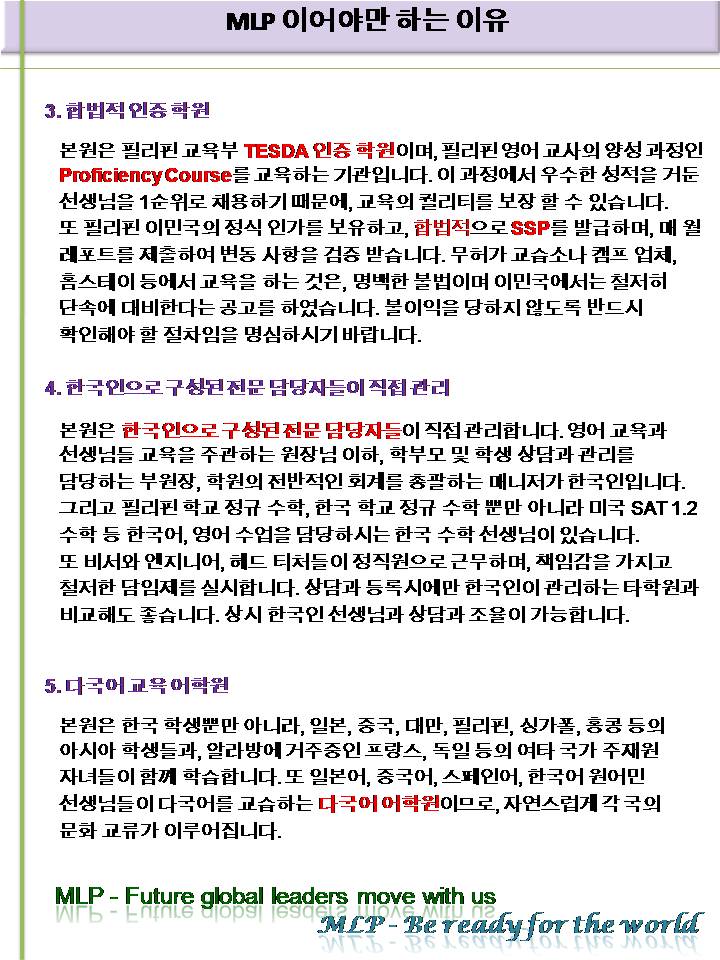 MLP 이어야만 하는 이유
3. 합법적 인증 학원
본원은 필리핀 교육부 TESDA 인증 학원이며, 필리핀 영어 교사의 양성 과정인
Proficiency Course를 교육하는 기관입니다. 이 과정에서 우수한 성적을 거둔
선생님을 1순위로 채용하기 때문에, 교육의 퀄리티를 보장 할 수 있습니다.
또 필리핀 이민국의 정식 인가를 보유하고, 합법적으로 SSP를 발급하며, 매 월
레포트를 제출하여 변동 사항을 검증 받습니다. 무허가 교습소나 캠프 업체,
홈스테이 등에서 교육을 하는 것은, 명백한 불법이며 이민국에서는 철저히
단속에 대비한다는 공고를 하였습니다. 불이익을 당하지 않도록 반드시
확인해야 할 절차임을 명심하시기 바랍니다.
4. 한국인으로 구성된 전문 담당자들이 직접 관리
본원은 한국인으로 구성된 전문 담당자들이 직접 관리합니다. 영어 교육과
선생님들 교육을 주관하는 원장님 이하, 학부모 및 학생 상담과 관리를
담당하는 부원장, 학원의 전반적인 회계를 총괄하는 매니저가 한국인입니다.
그리고 필리핀 학교 정규 수학, 한국 학교 정규 수학 뿐만 아니라 미국 SAT 1.2
수학 등 한국어, 영어 수업을 담당하시는 한국 수학 선생님이 있습니다.
또 비서와 엔지니어, 헤드 티처들이 정직원으로 근무하며, 책임감을 가지고
철저한 담임제를 실시합니다. 상담과 등록시에만 한국인이 관리하는 타학원과
비교해도 좋습니다. 상시 한국인 선생님과 상담과 조율이 가능합니다.
5. 다국어 교육 어학원
본원은 한국 학생뿐만 아니라, 일본, 중국, 대만, 필리핀, 싱가폴, 홍콩 등의
아시아 학생들과, 알라방에 거주중인 프랑스, 독일 등의 여타 국가 주재원
자녀들이 함께 학습합니다. 또 일본어, 중국어, 스페인어, 한국어 원어민
선생님들이 다국어를 교습하는 다국어 어학원이므로, 자연스럽게 각 국의
문화 교류가 이루어집니다.
MLP - Future global leaders move with us
MLP - Be ready for the world